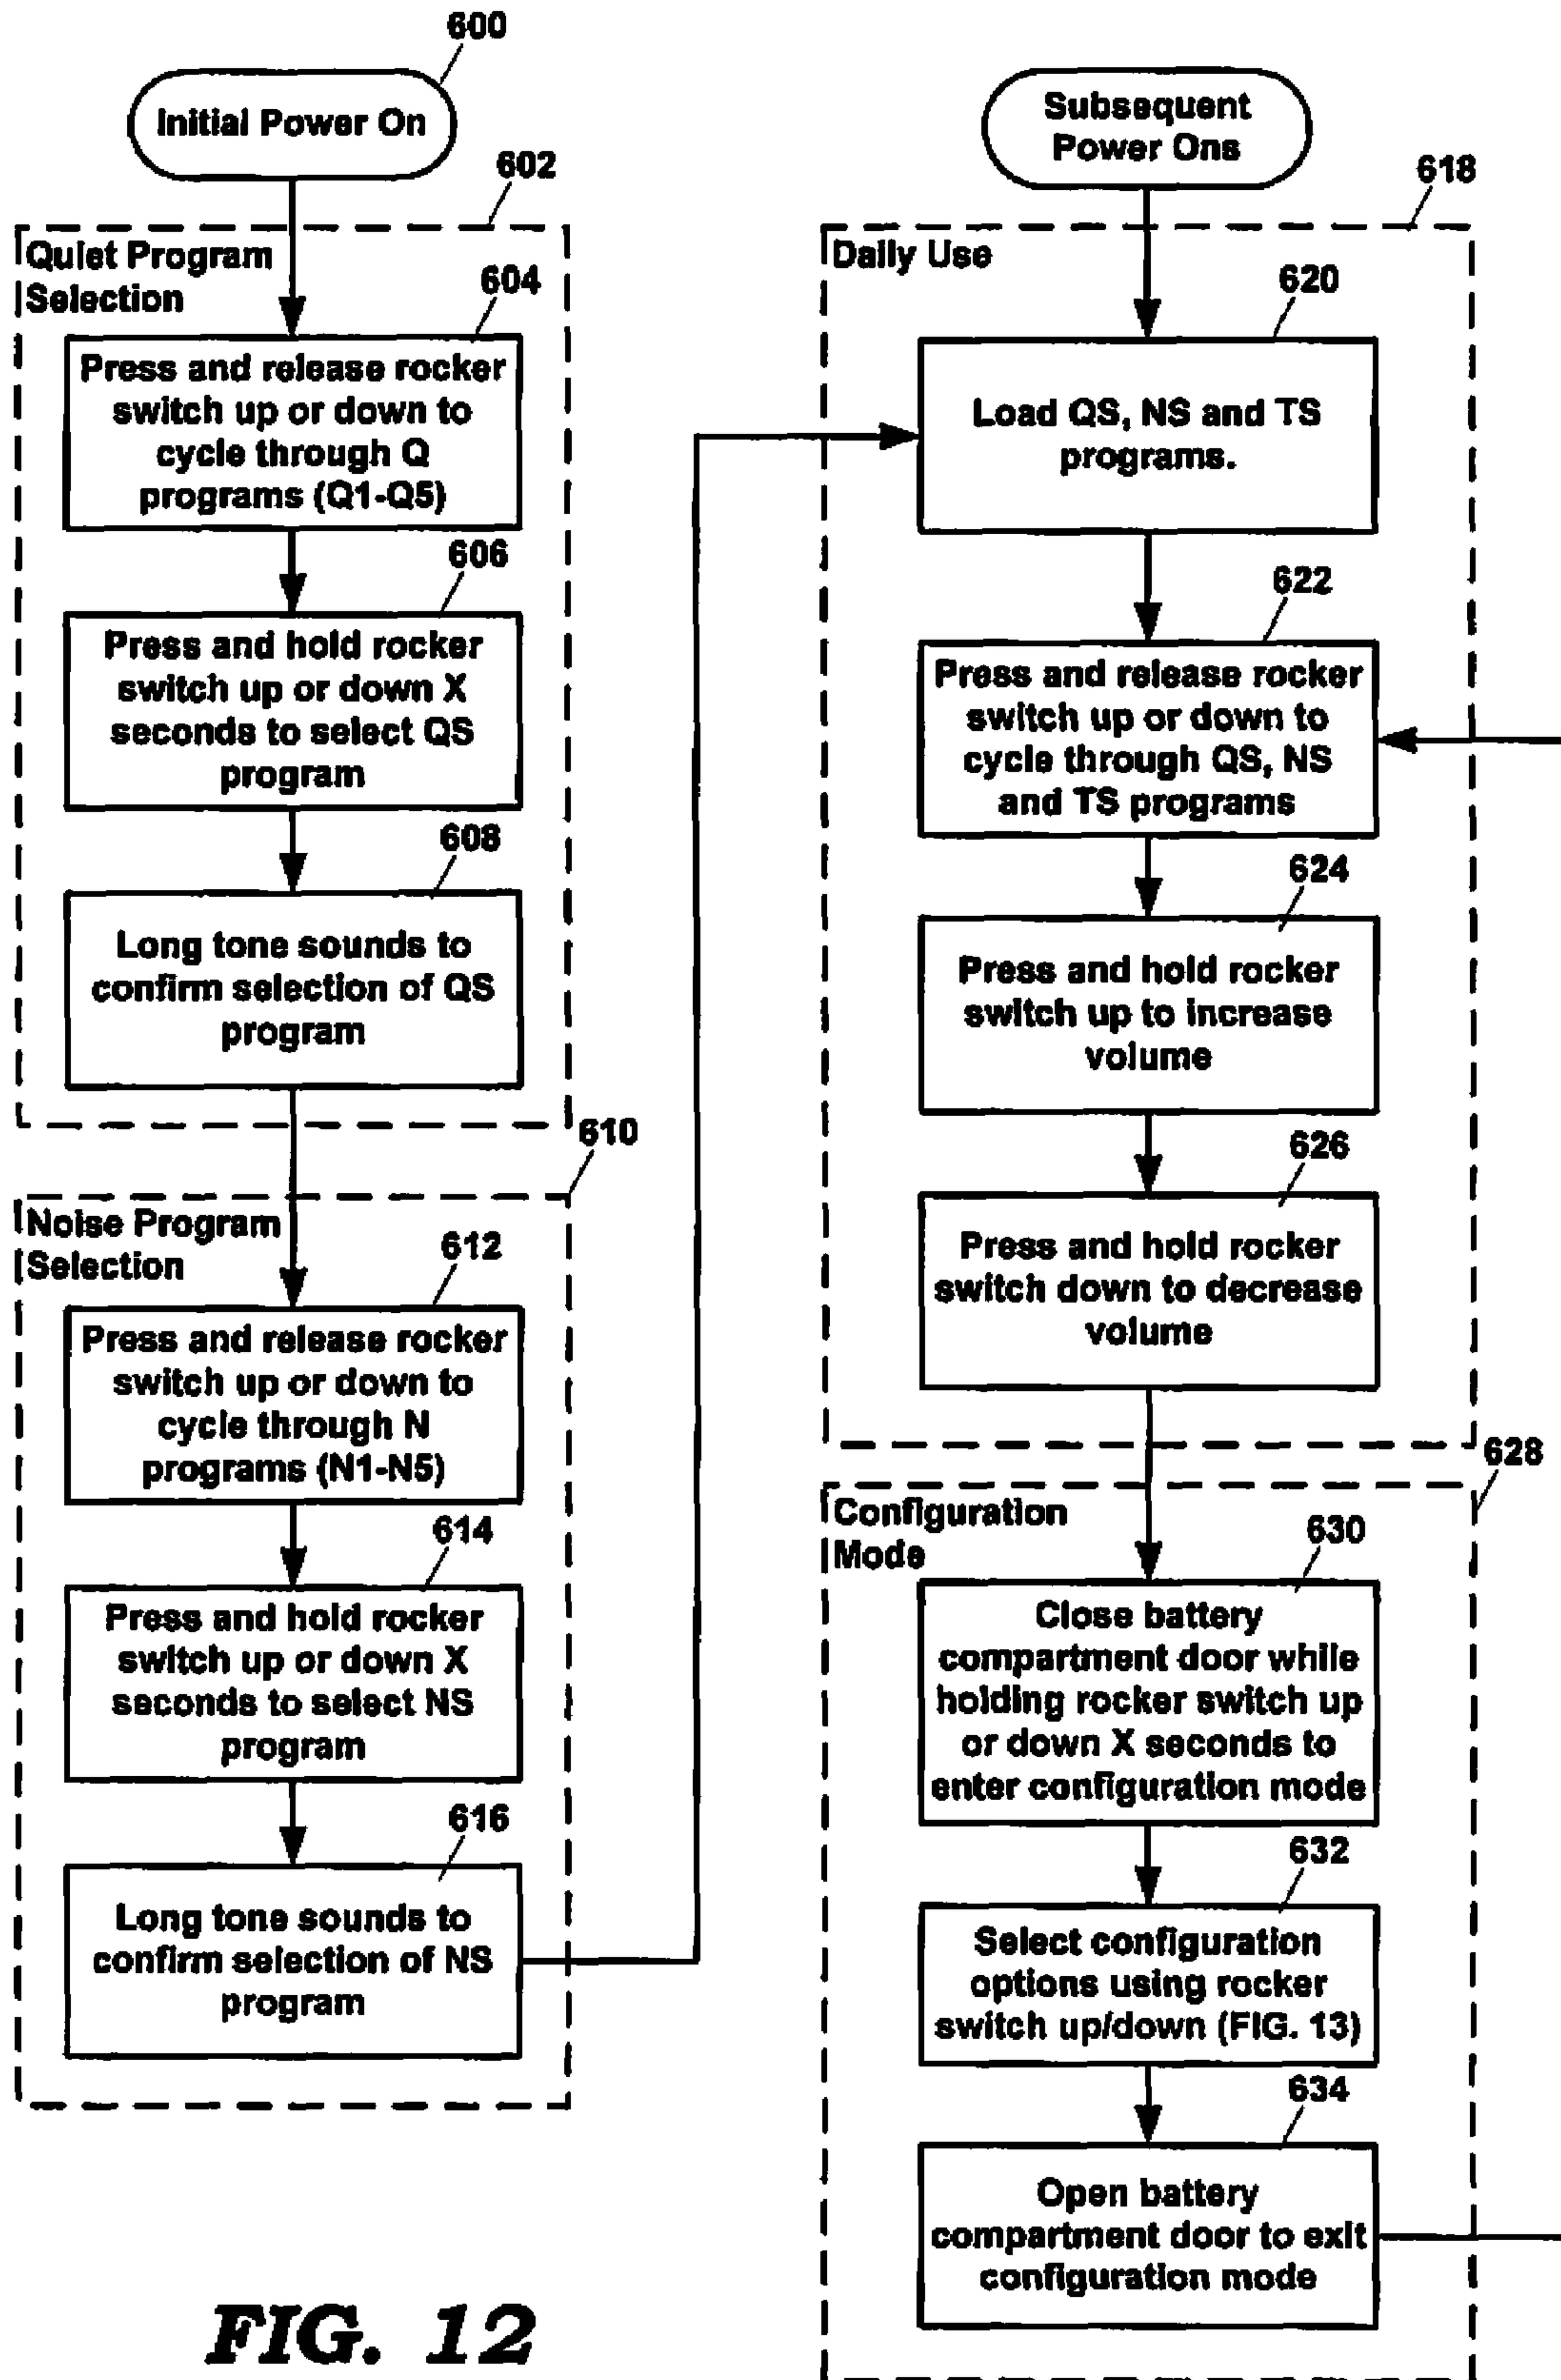 600
Initial Power On
602
Quiet Program
Selection
604
Press and release rocker
switch up or down to
cycle through Q
programs (Q1-Q5)
606
Press and hold rocker
switch up or down X
seconds to select QS
program
608
Long tone sounds to
confirm selection of QS
program
610
Noise Program
Selection
612
Press and release rocker
switch up or down to
cycle through N
programs (N1-N5)
614
Press and hold rocker
switch up or down X
seconds to select NS
program
616
Long tone sounds to
confirm selection of NS
program
Subsequent
Power Ons
618
Daily Use
620
Load QS, NS and TS
programs.
622
Press and release rocker
switch up or down to
cycle through QS, NS
and TS programs
624
Press and hold rocker
switch up to increase
volume
626
Press and hold rocker
switch down to decrease
volume
628
Configuration
Mode
630
Close battery
compartment door while
holding rocker switch up
or down X seconds to
enter configuration mode
632
Select configuration
options using rocker
switch up/down (FIG. 13)
634
Open battery
compartment door to exit
configuration mode
FIG. 12